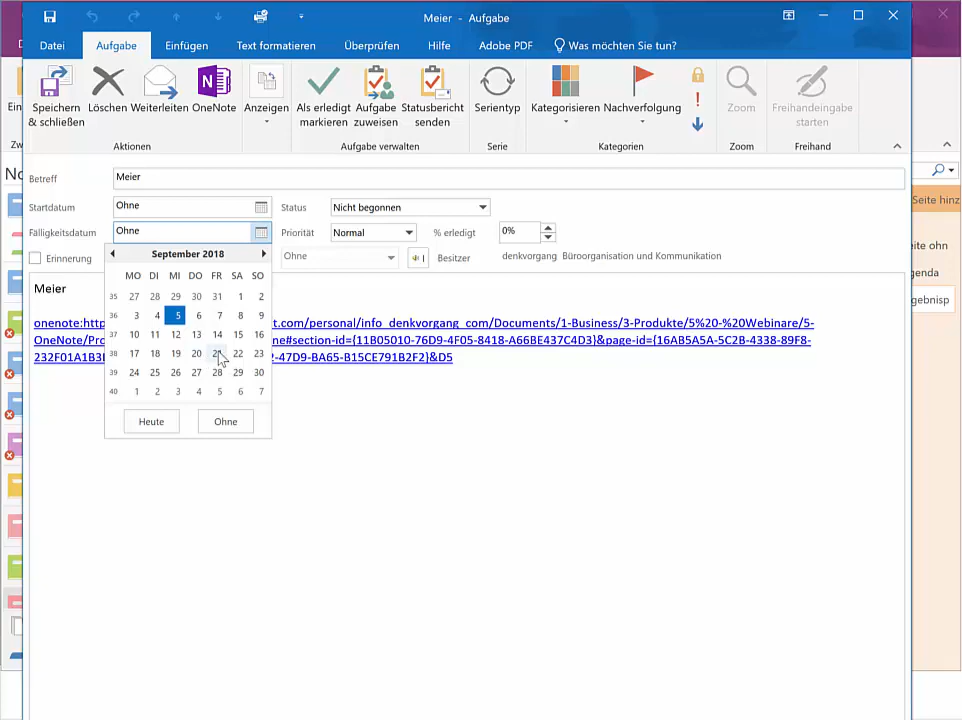 Meier - Aufgabe
Datei Aufgabe Einfügen Text formatieren Überprüfen Hilfe Adobe PDF Was möchten Sie tun?
Speichern & schließen
Löschen
Weiterleiten
OneNote
Anzeigen
Als erledigt markieren
Aufgabe zuweisen
Statusbericht senden
Serientyp
Kategorisieren
Nachverfolgung
Zoom
Freihandeingabe starten
Aktionen Aufgabe verwalten Serie Kategorien Zoom Freihand
Betreff Meier
Startdatum Ohne Status Nicht begonnen
Fälligkeitsdatum Ohne Priorität Normal % erledigt 0%
Erinnerung Ohne Besitzer denkvorgang Büroorganisation und Kommunikation
September 2018
MO DI MI DO FR SA SO
35 27 28 29 30 31 1 2
36 3 4 5 6 7 8 9
37 10 11 12 13 14 15 16
38 17 18 19 20 21 22 23
39 24 25 26 27 28 29 30
40 1 2 3 4 5 6 7
Heute Ohne
Meier
onenote:http t.com/personal/info_denkvorgang_com/Documents/1-Business/3-Produkte/5%20-%20Webinare/5-
OneNote/Pro ne#section-id={11B05010-76D9-4F05-8418-A66BE437C4D3}&page-id={16AB5A5A-5C2B-4338-89F8-
232F01A1B3 2-47D9-BA65-B15CE791B2F2}&D5
Seite hinz
eite ohn
genda
gebnisp
Ein
Zw
No